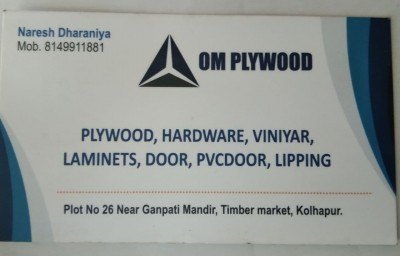 Naresh Dharaniya
Mob. 8149911881
OM PLYWOOD
PLYWOOD, HARDWARE, VINIYAR,
LAMINETS, DOOR, PVCDOOR, LIPPING
Plot No 26 Near Ganpati Mandir, Timber market, Kolhapur.